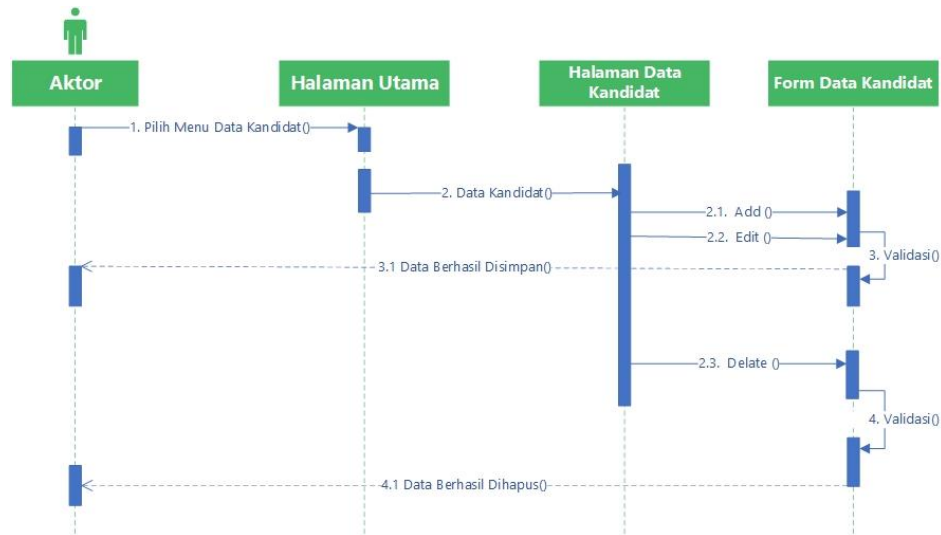 Aktor
Halaman Utama
Halaman Data
Kandidat
Form Data Kandidat
1. Pilih Menu Data Kandidat()
2. Data Kandidat()
2.1. Add ()
2.2. Edit ()
3. Validasi()
3.1 Data Berhasil Disimpan()
2.3. Delate ()
4. Validasi()
4.1 Data Berhasil Dihapus()